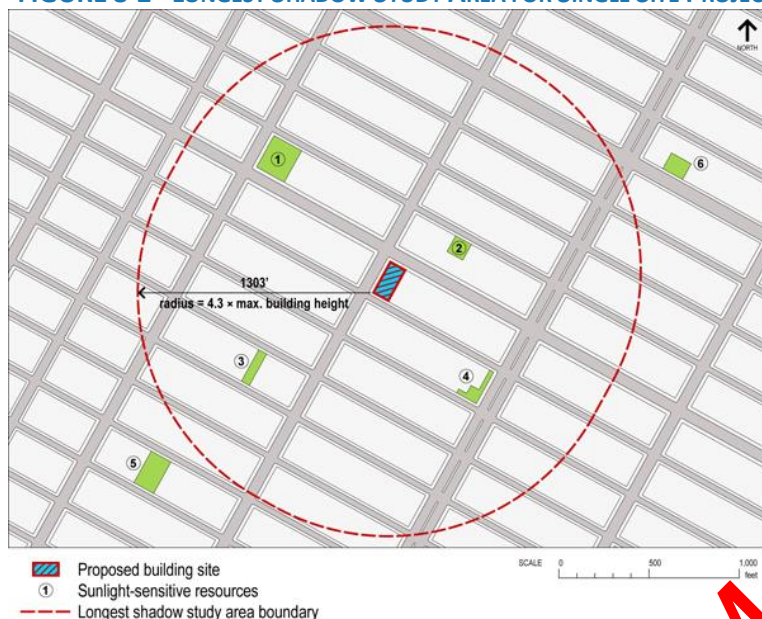 NORTH
1
6
2
1303'
radius = 4.3 × max. building height
3
4
5
Proposed building site
1 Sunlight-sensitive resources
Longest shadow study area boundary
SCALE 0 500 1,000
feet